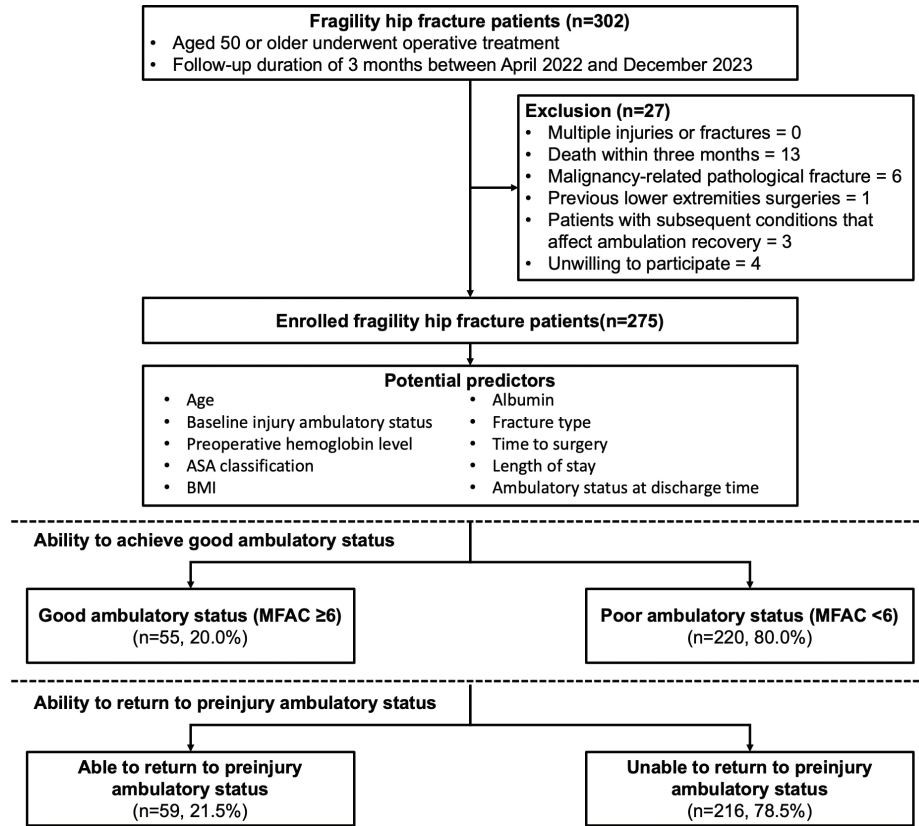 Fragility hip fracture patients (n=302)
• Aged 50 or older underwent operative treatment
• Follow-up duration of 3 months between April 2022 and December 2023
Exclusion (n=27)
• Multiple injuries or fractures = 0
• Death within three months = 13
• Malignancy-related pathological fracture = 6
• Previous lower extremities surgeries = 1
• Patients with subsequent conditions that
affect ambulation recovery = 3
• Unwilling to participate = 4
Enrolled fragility hip fracture patients(n=275)
Potential predictors
• Age
• Baseline injury ambulatory status
• Preoperative hemoglobin level
• ASA classification
• BMI
• Albumin
• Fracture type
• Time to surgery
• Length of stay
• Ambulatory status at discharge time
Ability to achieve good ambulatory status
Good ambulatory status (MFAC ≥6)
(n=55, 20.0%)
Poor ambulatory status (MFAC <6)
(n=220, 80.0%)
Ability to return to preinjury ambulatory status
Able to return to preinjury
ambulatory status
(n=59, 21.5%)
Unable to return to preinjury
ambulatory status
(n=216, 78.5%)